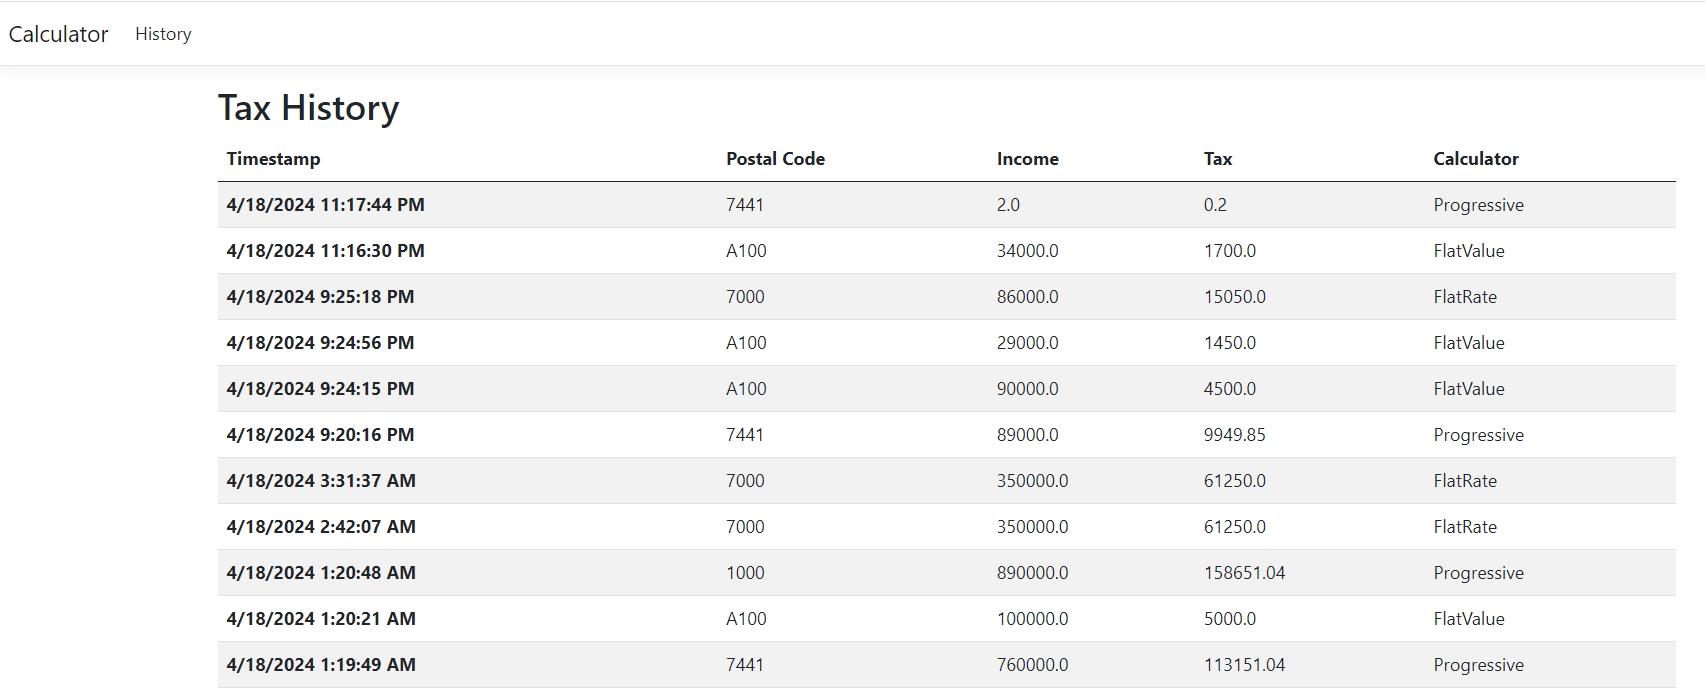 Calculator History
Tax History
Timestamp Postal Code Income Tax Calculator
4/18/2024 11:17:44 PM 7441 2.0 0.2 Progressive
4/18/2024 11:16:30 PM A100 34000.0 1700.0 FlatValue
4/18/2024 9:25:18 PM 7000 86000.0 15050.0 FlatRate
4/18/2024 9:24:56 PM A100 29000.0 1450.0 FlatValue
4/18/2024 9:24:15 PM A100 90000.0 4500.0 FlatValue
4/18/2024 9:20:16 PM 7441 89000.0 9949.85 Progressive
4/18/2024 3:31:37 AM 7000 350000.0 61250.0 FlatRate
4/18/2024 2:42:07 AM 7000 350000.0 61250.0 FlatRate
4/18/2024 1:20:48 AM 1000 890000.0 158651.04 Progressive
4/18/2024 1:20:21 AM A100 100000.0 5000.0 FlatValue
4/18/2024 1:19:49 AM 7441 760000.0 113151.04 Progressive